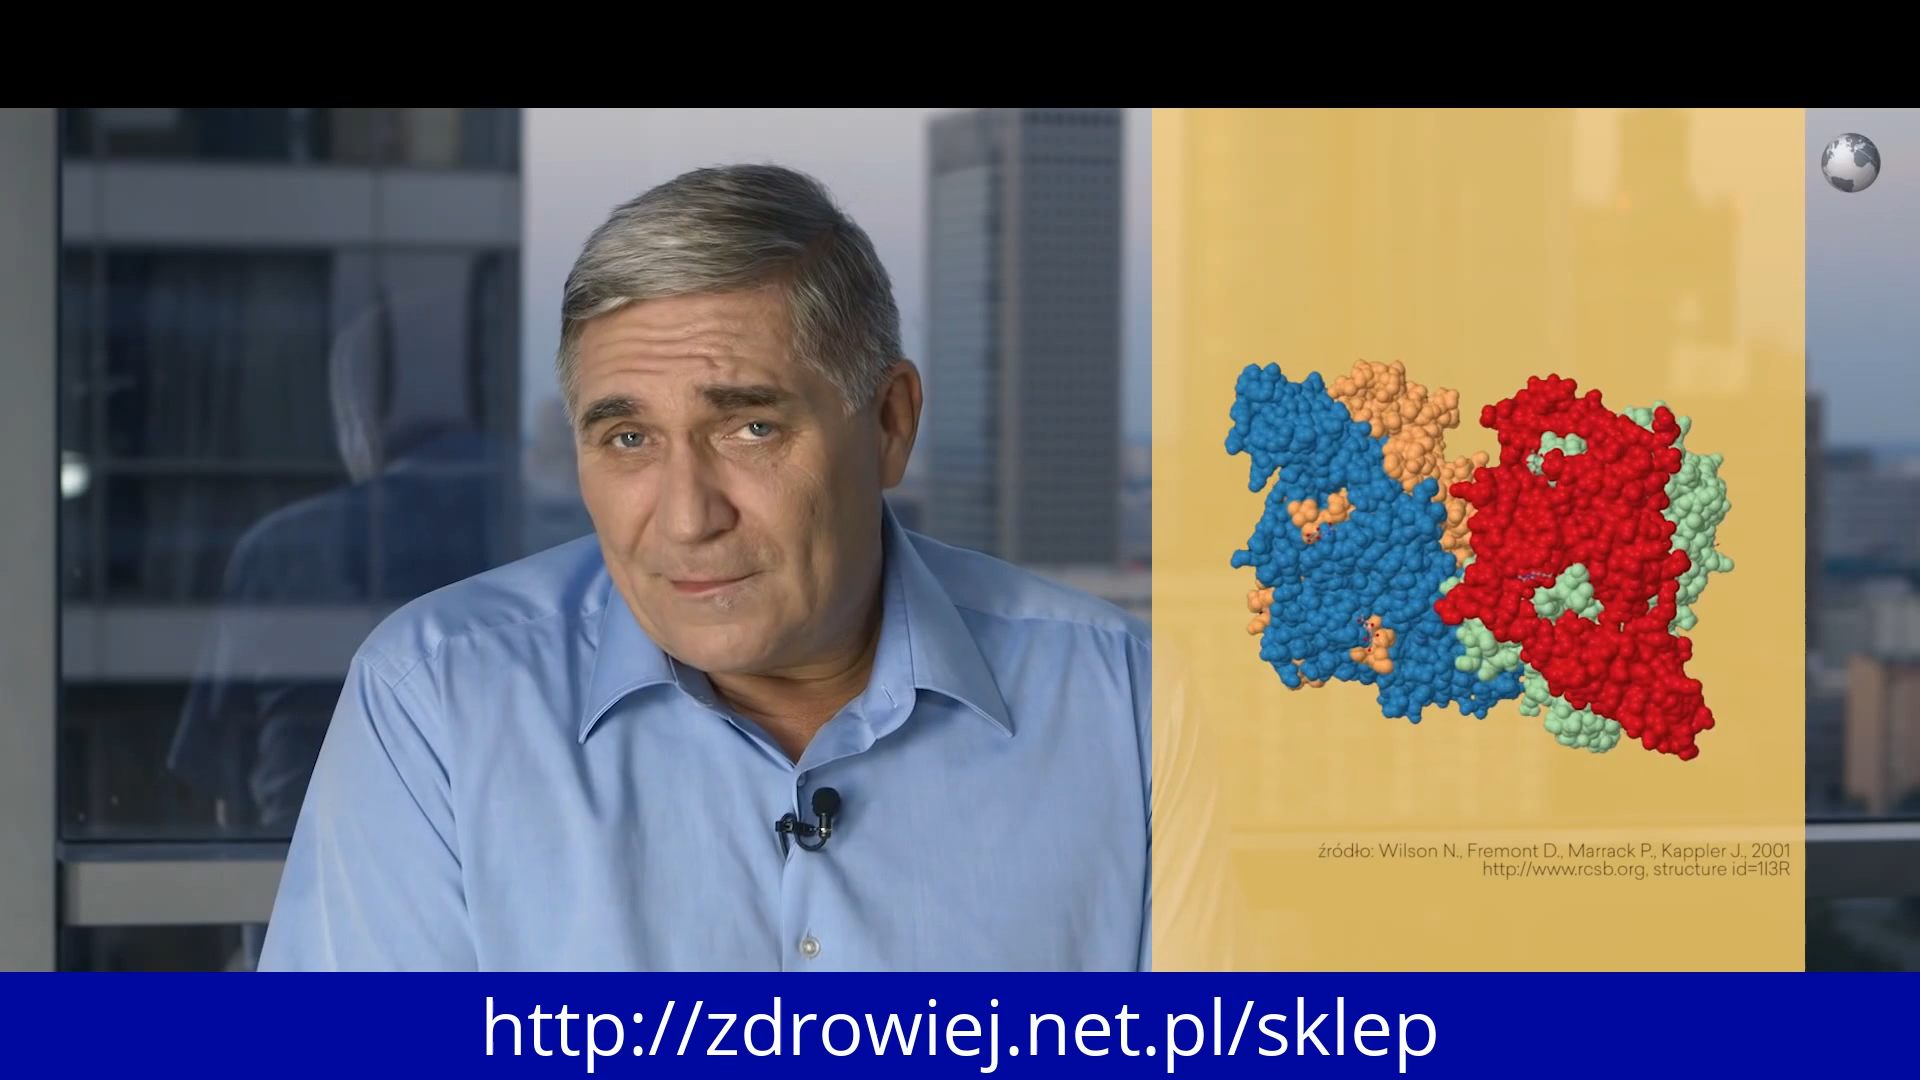 źródło: Wilson N., Fremont D., Marrack P., Kappler J., 2001
http://www.rcsb.org, structure id=1I3R
http://zdrowiej.net.pl/sklep